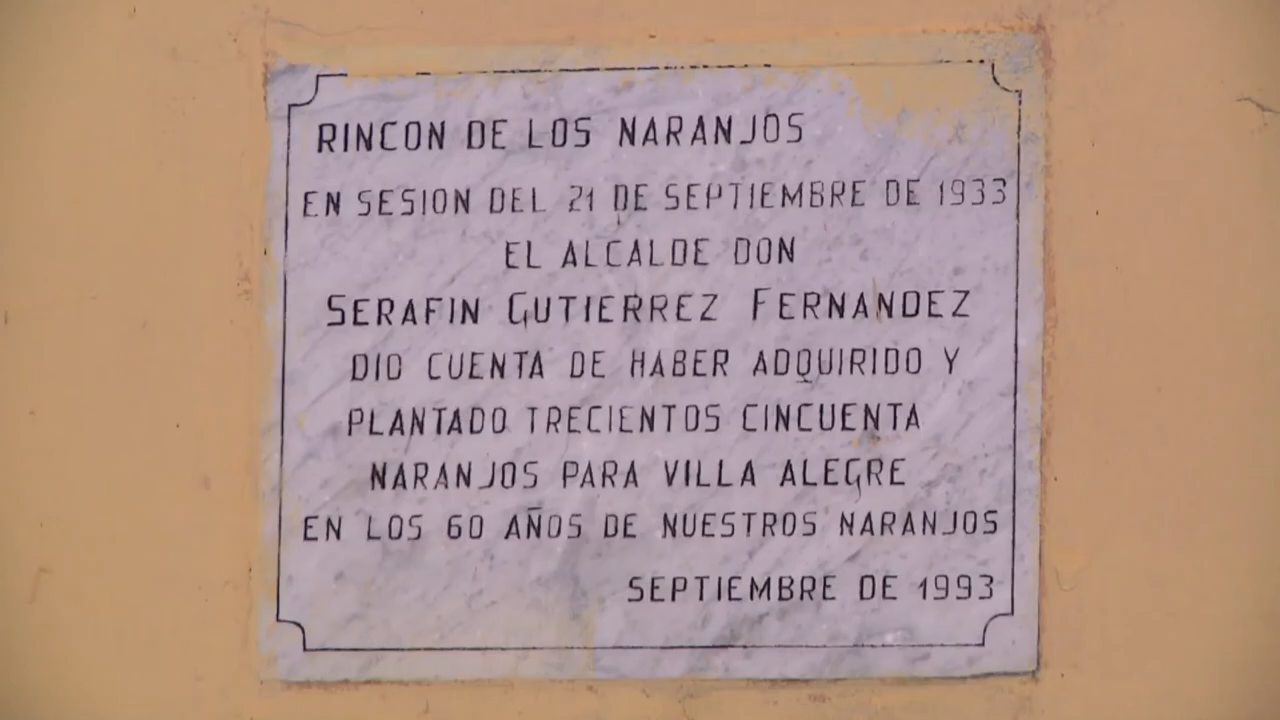 RINCON DE LOS NARANJOS
EN SESION DEL 21 DE SEPTIEMBRE DE 1933
EL ALCALDE DON
SERAFIN GUTIERREZ FERNANDEZ
DIO CUENTA DE HABER ADQUIRIDO Y
PLANTADO TRECIENTOS CINCUENTA
NARANJOS PARA VILLA ALEGRE
EN LOS 60 AÑOS DE NUESTROS NARANJOS
SEPTIEMBRE DE 1993